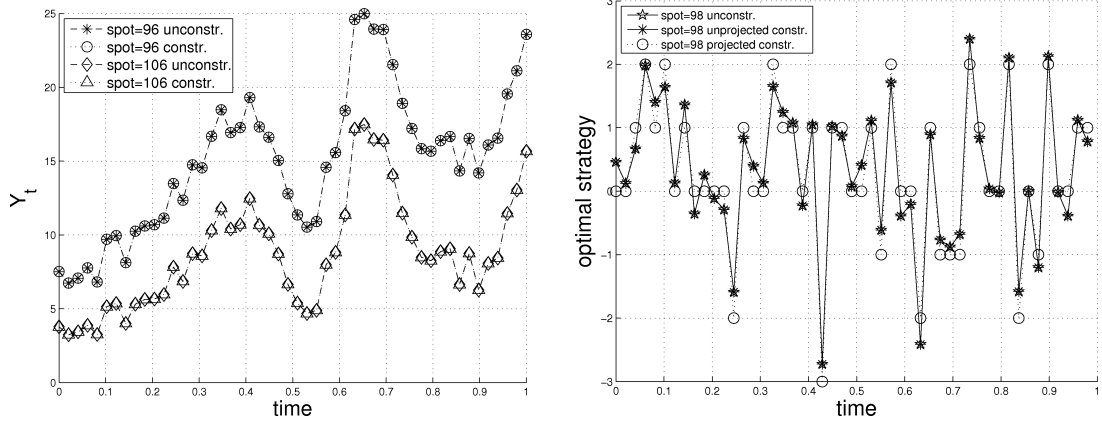 25
20
15
10
5
0
Y_t
spot=96 unconstr.
spot=96 constr.
spot=106 unconstr.
spot=106 constr.
0 0.1 0.2 0.3 0.4 0.5 0.6 0.7 0.8 0.9 1
time
3
2
1
0
−1
−2
−3
optimal strategy
spot=98 unconstr.
spot=98 unprojected constr.
spot=98 projected constr.
0 0.1 0.2 0.3 0.4 0.5 0.6 0.7 0.8 0.9 1
time